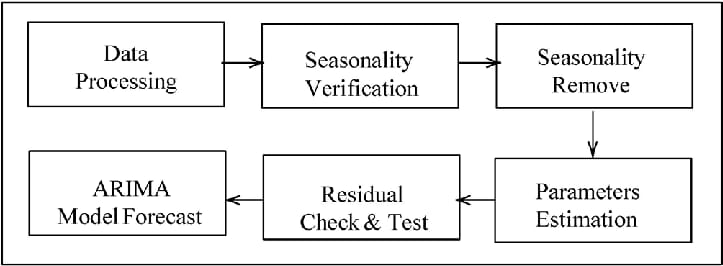 Data
Processing
Seasonality
Verification
Seasonality
Remove
Parameters
Estimation
Residual
Check & Test
ARIMA
Model Forecast